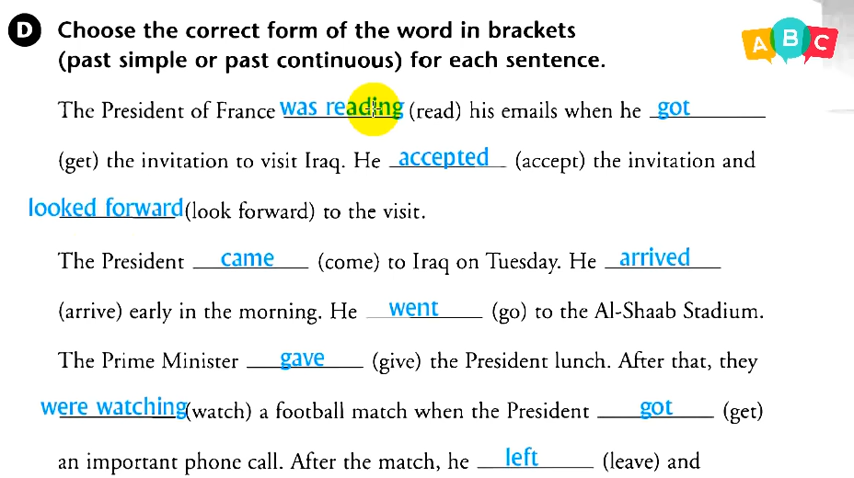 D Choose the correct form of the word in brackets
A B C
(past simple or past continuous) for each sentence.
The President of France was reading (read) his emails when he got
(get) the invitation to visit Iraq. He accepted (accept) the invitation and
looked forward (look forward) to the visit.
The President came (come) to Iraq on Tuesday. He arrived
(arrive) early in the morning. He went (go) to the Al-Shaab Stadium.
The Prime Minister gave (give) the President lunch. After that, they
were watching (watch) a football match when the President got (get)
an important phone call. After the match, he left (leave) and